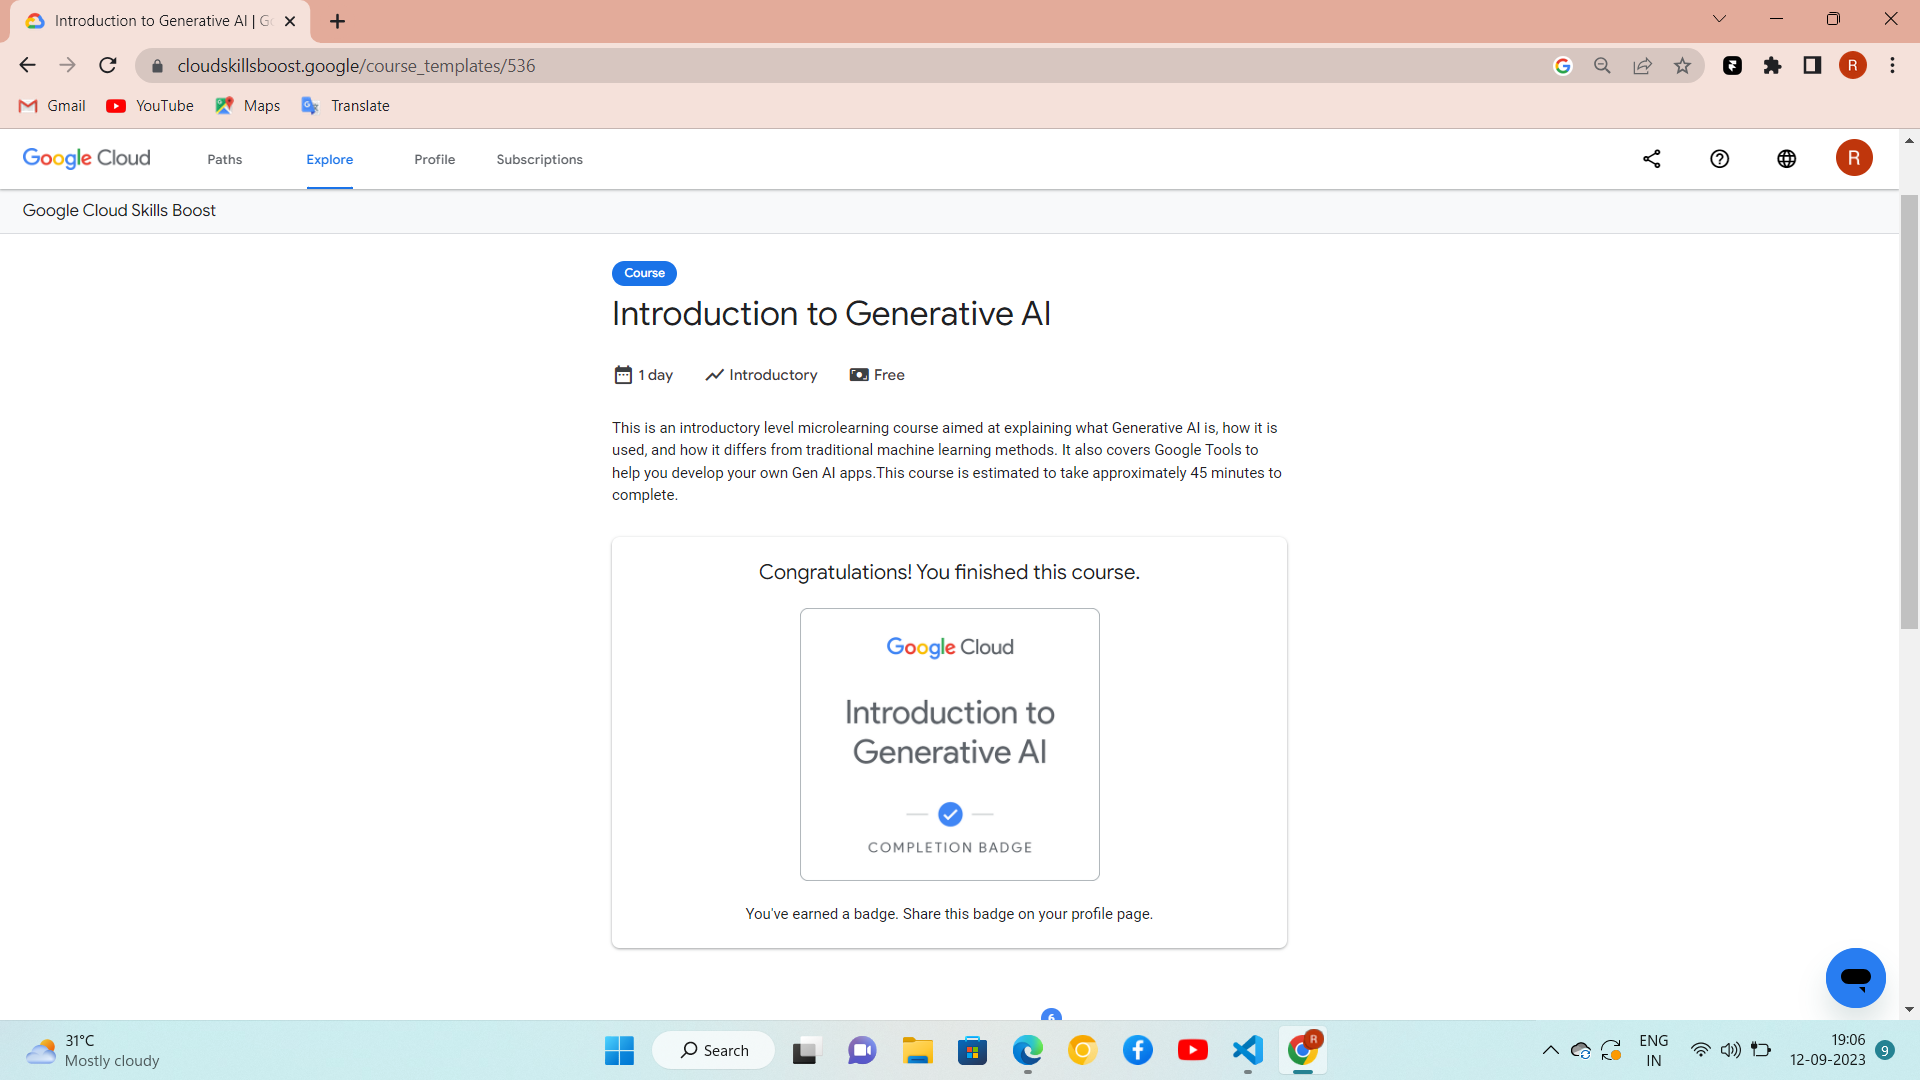 Introduction to Generative AI | Go
cloudskillsboost.google/course_templates/536
R
Gmail YouTube Maps Translate
Google Cloud Paths Explore Profile Subscriptions R
Google Cloud Skills Boost
Course
Introduction to Generative AI
1 day Introductory Free
This is an introductory level microlearning course aimed at explaining what Generative AI is, how it is
used, and how it differs from traditional machine learning methods. It also covers Google Tools to
help you develop your own Gen AI apps.This course is estimated to take approximately 45 minutes to
complete.
Congratulations! You finished this course.
Google Cloud
Introduction to
Generative AI
COMPLETION BADGE
You've earned a badge. Share this badge on your profile page.
6
31°C
Mostly cloudy
Search
R
ENG
IN
19:06
12-09-2023
9